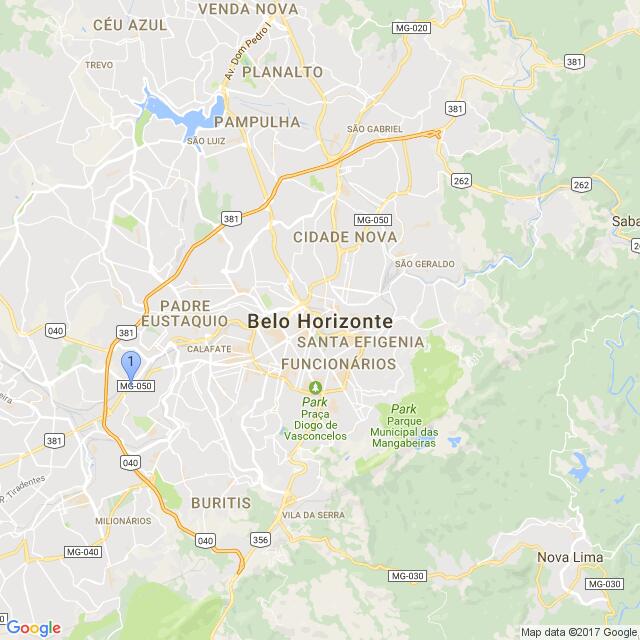 VENDA NOVA
CÉU AZUL
MG-020
Av. Dom Pedro I
TREVO
381
PLANALTO
381
PAMPULHA
SÃO GABRIEL
SÃO LUIZ
262
262
381
MG-050
Saba
CIDADE NOVA
2
SÃO GERALDO
PADRE
EUSTAQUIO
040
381
Belo Horizonte
CALAFATE
SANTA EFIGENIA
1
FUNCIONÁRIOS
MG-050
Park
Praça
Diogo de
Vasconcelos
Park
Parque
Municipal das
Mangabeiras
381
040
R. Tiradentes
BURITIS
MILIONÁRIOS
VILA DA SERRA
040
356
MG-040
Nova Lima
MG-030
MG-030
Google
Map data ©2017 Google